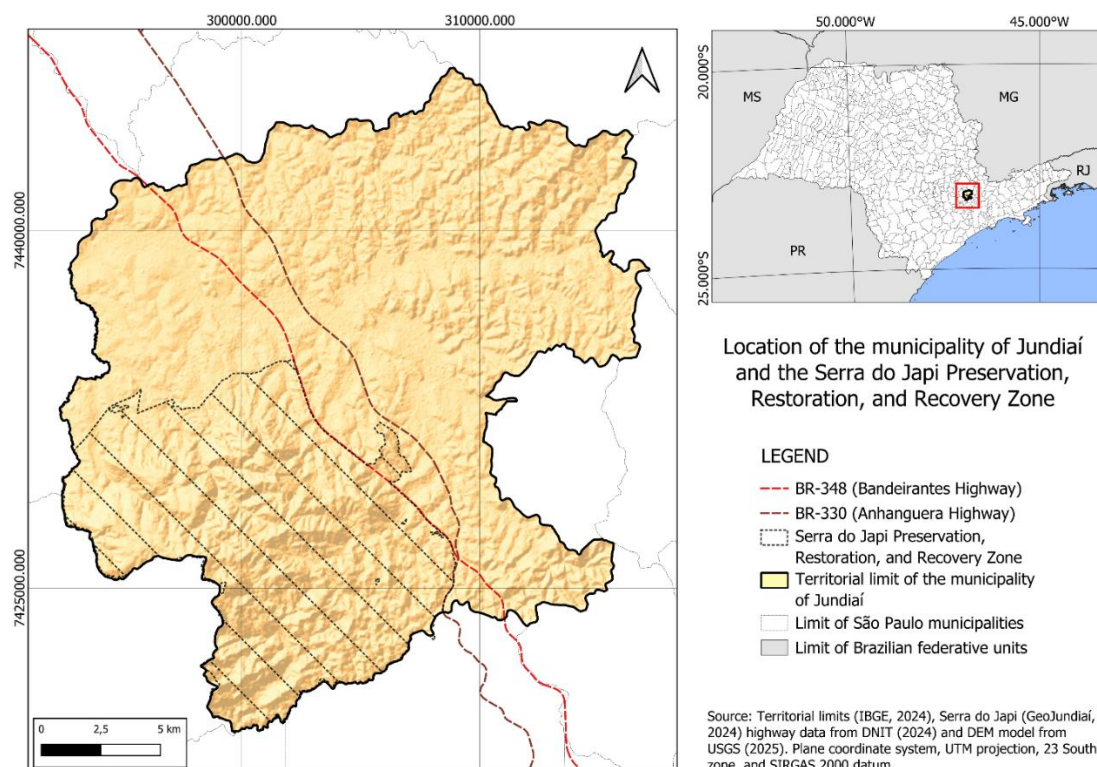 300000.000
310000.000
7440000.000
7425000.000
0
2,5
5 km
50.000°W
45.000°W
20.000°S
25.000°S
MS
MG
RJ
PR
Location of the municipality of Jundiaí
and the Serra do Japi Preservation,
Restoration, and Recovery Zone
LEGEND
BR-348 (Bandeirantes Highway)
BR-330 (Anhanguera Highway)
Serra do Japi Preservation,
Restoration, and Recovery Zone
Territorial limit of the municipality
of Jundiaí
Limit of São Paulo municipalities
Limit of Brazilian federative units
Source: Territorial limits (IBGE, 2024), Serra do Japi (GeoJundiaí,
2024) highway data from DNIT (2024) and DEM model from
USGS (2025). Plane coordinate system, UTM projection, 23 South
zone, and SIRGAS 2000 datum